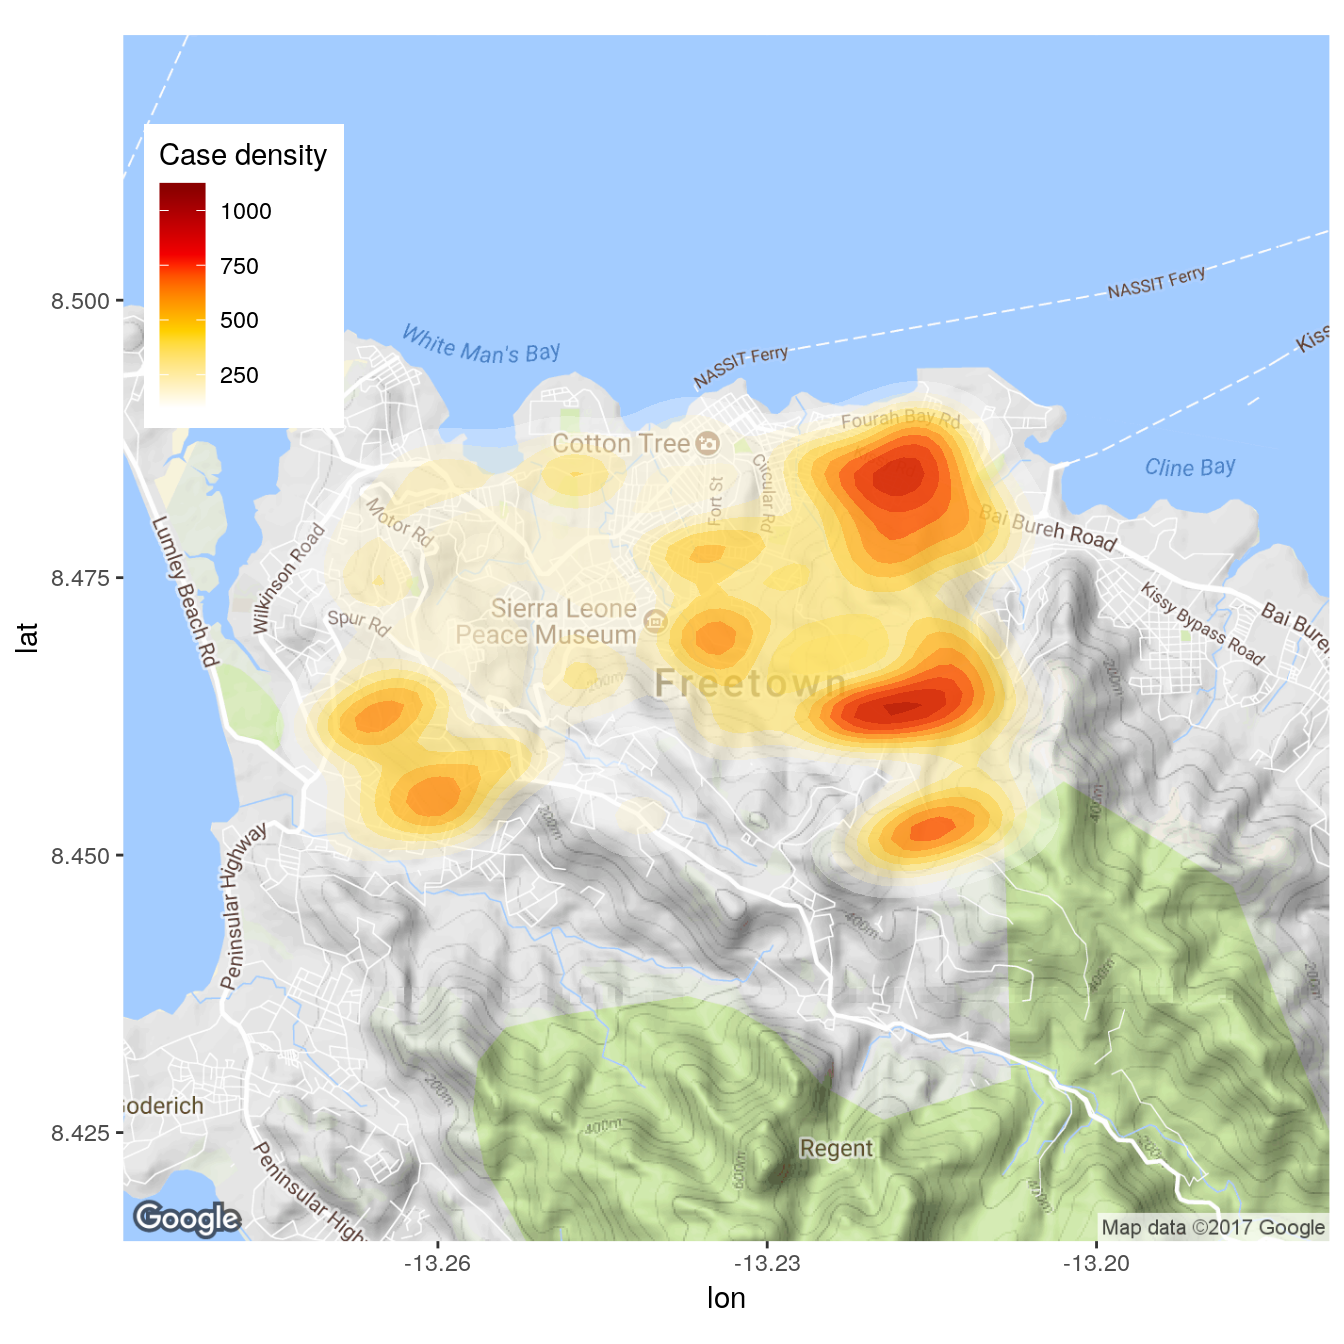 Case density
1000
750
500
250
8.500
8.475
8.450
8.425
lat
-13.26
-13.23
-13.20
lon
White Man's Bay
NASSIT Ferry
NASSIT Ferry
Kiss
Cline Bay
Fourah Bay Rd
Cotton Tree
Fort St
Circular Rd
Motor Rd
Bai Bureh Road
Kissy Bypass Road
Bai Bureh
Lumley Beach Rd
Wilkinson Road
Spur Rd
Sierra Leone
Peace Museum
200m
Freetown
200m
400m
200m
400m
Peninsular Highway
400m
200m
200m
oderich
400m
600m
Regent
200m
400m
Peninsular High
Google
Map data ©2017 Google